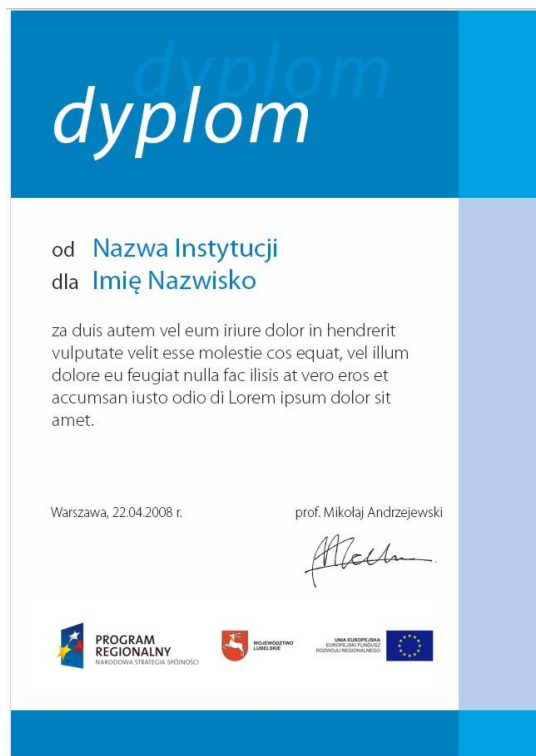 dyplom
dyplom
od Nazwa Instytucji
dla Imię Nazwisko
za duis autem vel eum iriure dolor in hendrerit
vulputate velit esse molestie cos equat, vel illum
dolore eu feugiat nulla fac ilisis at vero eros et
accumsan iusto odio di Lorem ipsum dolor sit
amet.
Warszawa, 22.04.2008 r.
prof. Mikołaj Andrzejewski
PROGRAM
REGIONALNY
NARODOWA STRATEGIA SPÓJNOŚCI
WOJEWÓDZTWO
LUBELSKIE
UNIA EUROPEJSKA
EUROPEJSKI FUNDUSZ
ROZWOJU REGIONALNEGO